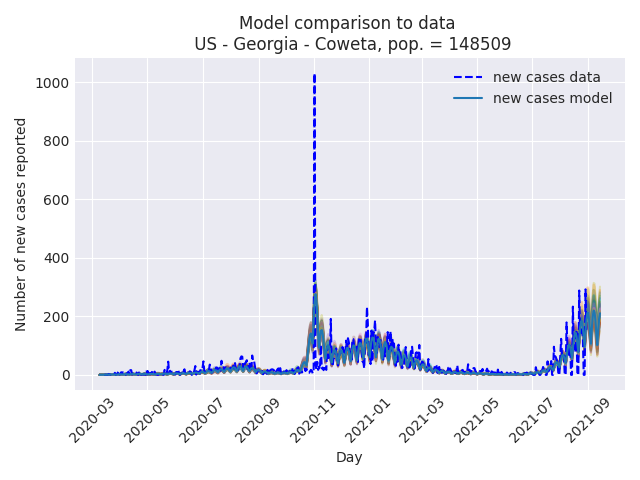 Model comparison to data
US - Georgia - Coweta, pop. = 148509
new cases data
new cases model
Number of new cases reported
1000
800
600
400
200
0
2020-03
2020-05
2020-07
2020-09
2020-11
2021-01
2021-03
2021-05
2021-07
2021-09
Day